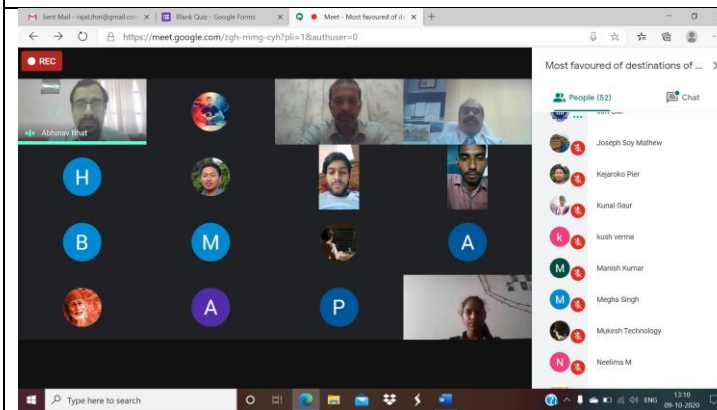 Sent Mail - rajat.ihm@gmail.com
Blank Quiz - Google Forms
Meet - Most favoured of de
https://meet.google.com/zgh-rnmg-cyh?pli=1&authuser=0
REC
Most favoured of destinations of ...
People (52)
Chat
Abhinav Bhat
Joseph Soy Mathew
Kejaroko Pier
Kunal Gaur
k
kush verma
M
Manish Kumar
M
Megha Singh
Mukesh Technology
N
Neelima M
H
B
M
A
A
P
Type here to search
ENG
13:10
09-10-2020